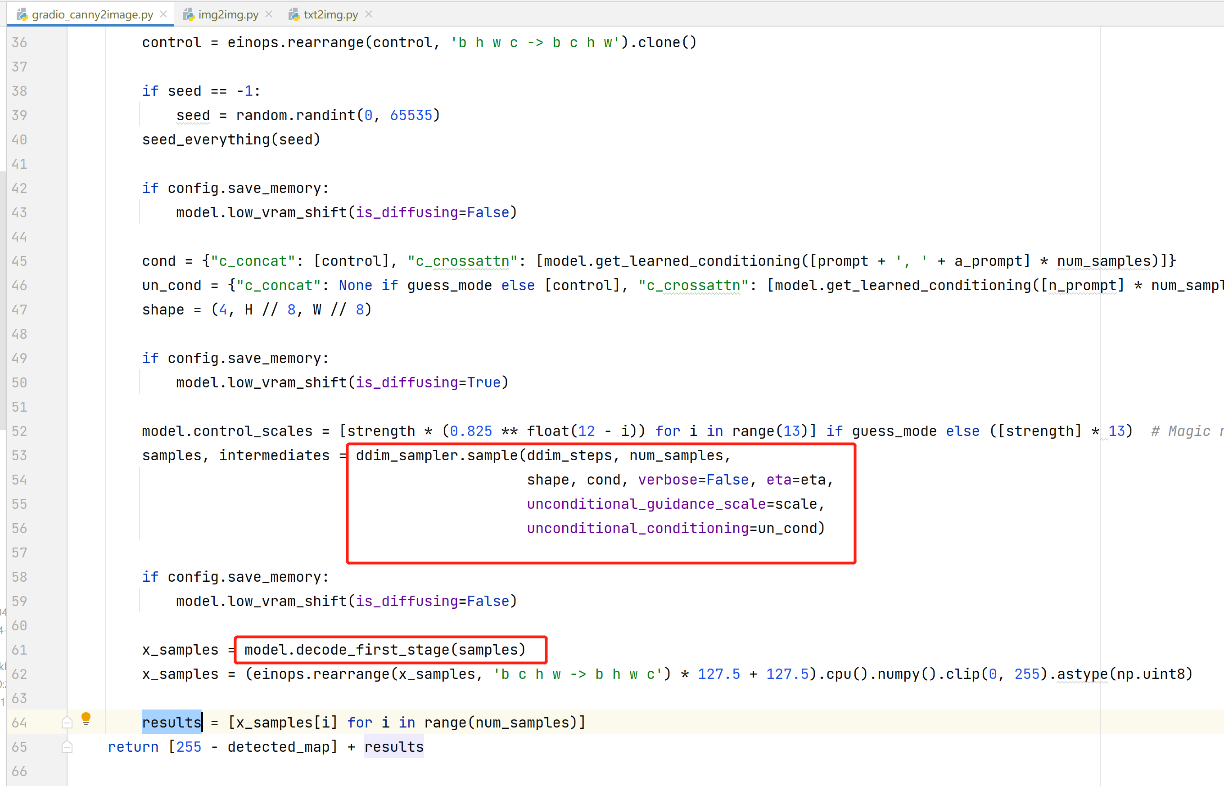 gradio_canny2image.py × img2img.py × txt2img.py ×
36 control = einops.rearrange(control, 'b h w c -> b c h w').clone()
37
38 if seed == -1:
39 seed = random.randint(0, 65535)
40 seed_everything(seed)
41
42 if config.save_memory:
43 model.low_vram_shift(is_diffusing=False)
44
45 cond = {"c_concat": [control], "c_crossattn": [model.get_learned_conditioning([prompt + ', ' + a_prompt] * num_samples)]}
46 un_cond = {"c_concat": None if guess_mode else [control], "c_crossattn": [model.get_learned_conditioning([n_prompt] * num_sampl
47 shape = (4, H // 8, W // 8)
48
49 if config.save_memory:
50 model.low_vram_shift(is_diffusing=True)
51
52 model.control_scales = [strength * (0.825 ** float(12 - i)) for i in range(13)] if guess_mode else ([strength] * 13) # Magic
53 samples, intermediates = ddim_sampler.sample(ddim_steps, num_samples,
54 shape, cond, verbose=False, eta=eta,
55 unconditional_guidance_scale=scale,
56 unconditional_conditioning=un_cond)
57
58 if config.save_memory:
59 model.low_vram_shift(is_diffusing=False)
60
61 x_samples = model.decode_first_stage(samples)
62 x_samples = (einops.rearrange(x_samples, 'b c h w -> b h w c') * 127.5 + 127.5).cpu().numpy().clip(0, 255).astype(np.uint8)
63
64 results = [x_samples[i] for i in range(num_samples)]
65 return [255 - detected_map] + results
66